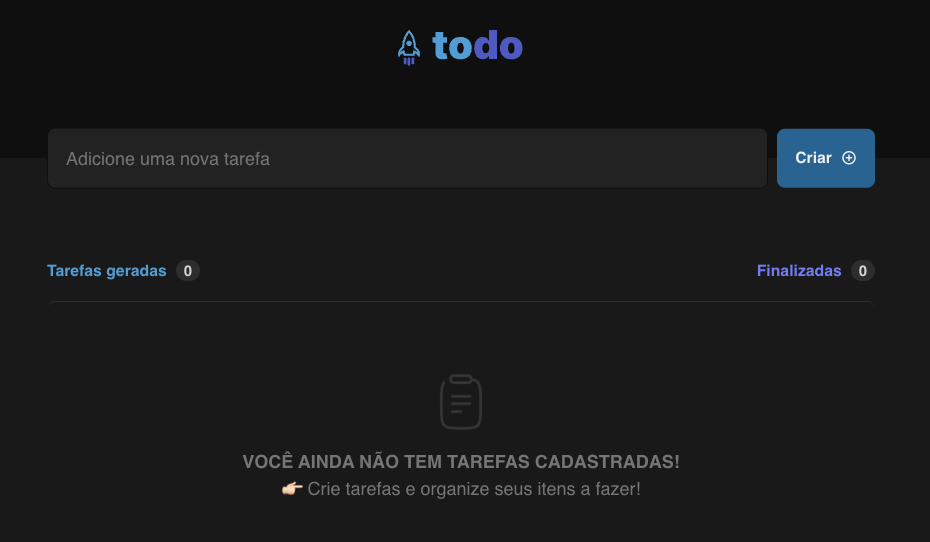 todo
Adicione uma nova tarefa
Criar
Tarefas geradas 0
Finalizadas 0
VOCÊ AINDA NÃO TEM TAREFAS CADASTRADAS!
👉🏻 Crie tarefas e organize seus itens a fazer!